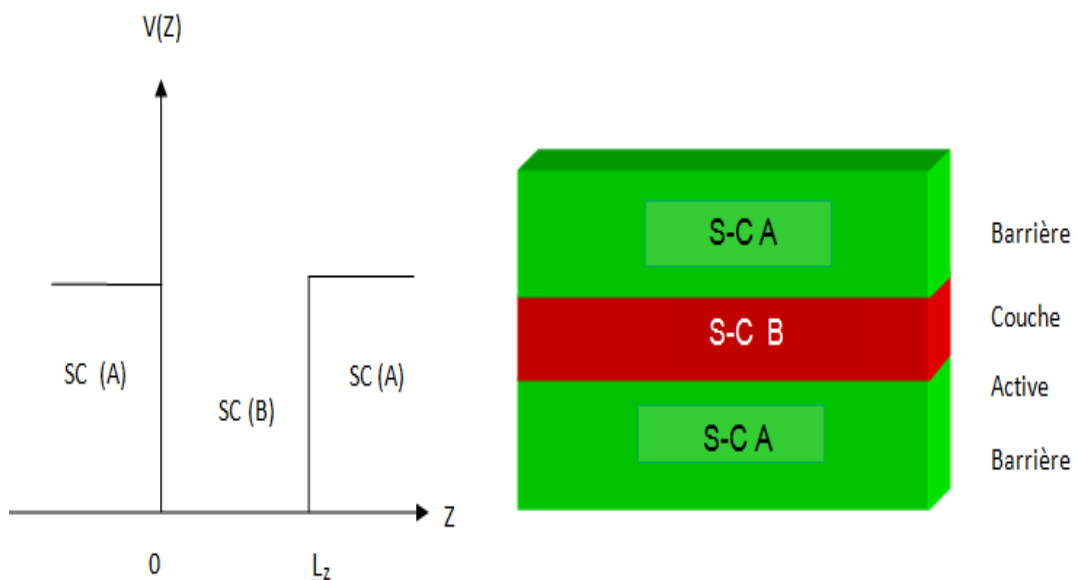 V(Z)
SC (A)
SC (B)
SC (A)
Z
0
Lz
S-C A
S-C B
S-C A
Barrière
Couche
Active
Barrière